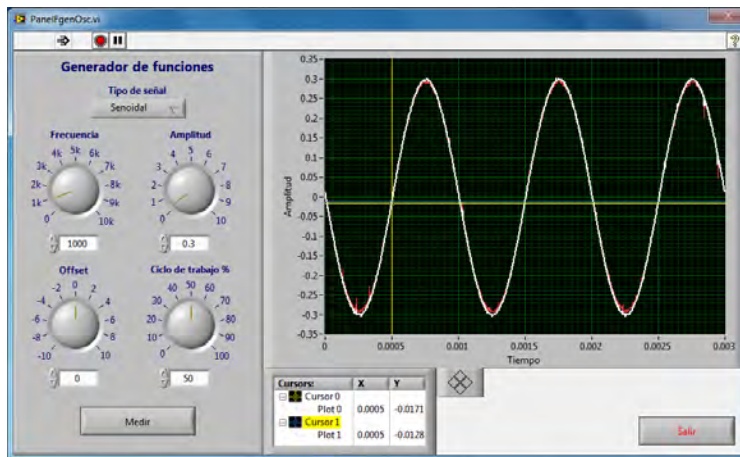 PanelFgenOsc.vi
Generador de funciones
Tipo de señal
Senoidal
Frecuencia
Amplitud
0 1k 2k 3k 4k 5k 6k 7k 8k 9k 10k
0 1 2 3 4 5 6 7 8 9 10
1000
0.3
Offset
Ciclo de trabajo %
-10 -8 -6 -4 -2 0 2 4 6 8 10
0 10 20 30 40 50 60 70 80 90 100
0
50
Medir
Amplitud
0.35
0.3
0.25
0.2
0.15
0.1
0.05
0
-0.05
-0.1
-0.15
-0.2
-0.25
-0.3
-0.35
0 0.0005 0.001 0.0015 0.002 0.0025 0.003
Tiempo
Cursors: X Y
Cursor 0
Plot 0 0.0005 -0.0171
Cursor 1
Plot 1 0.0005 -0.0128
Salir